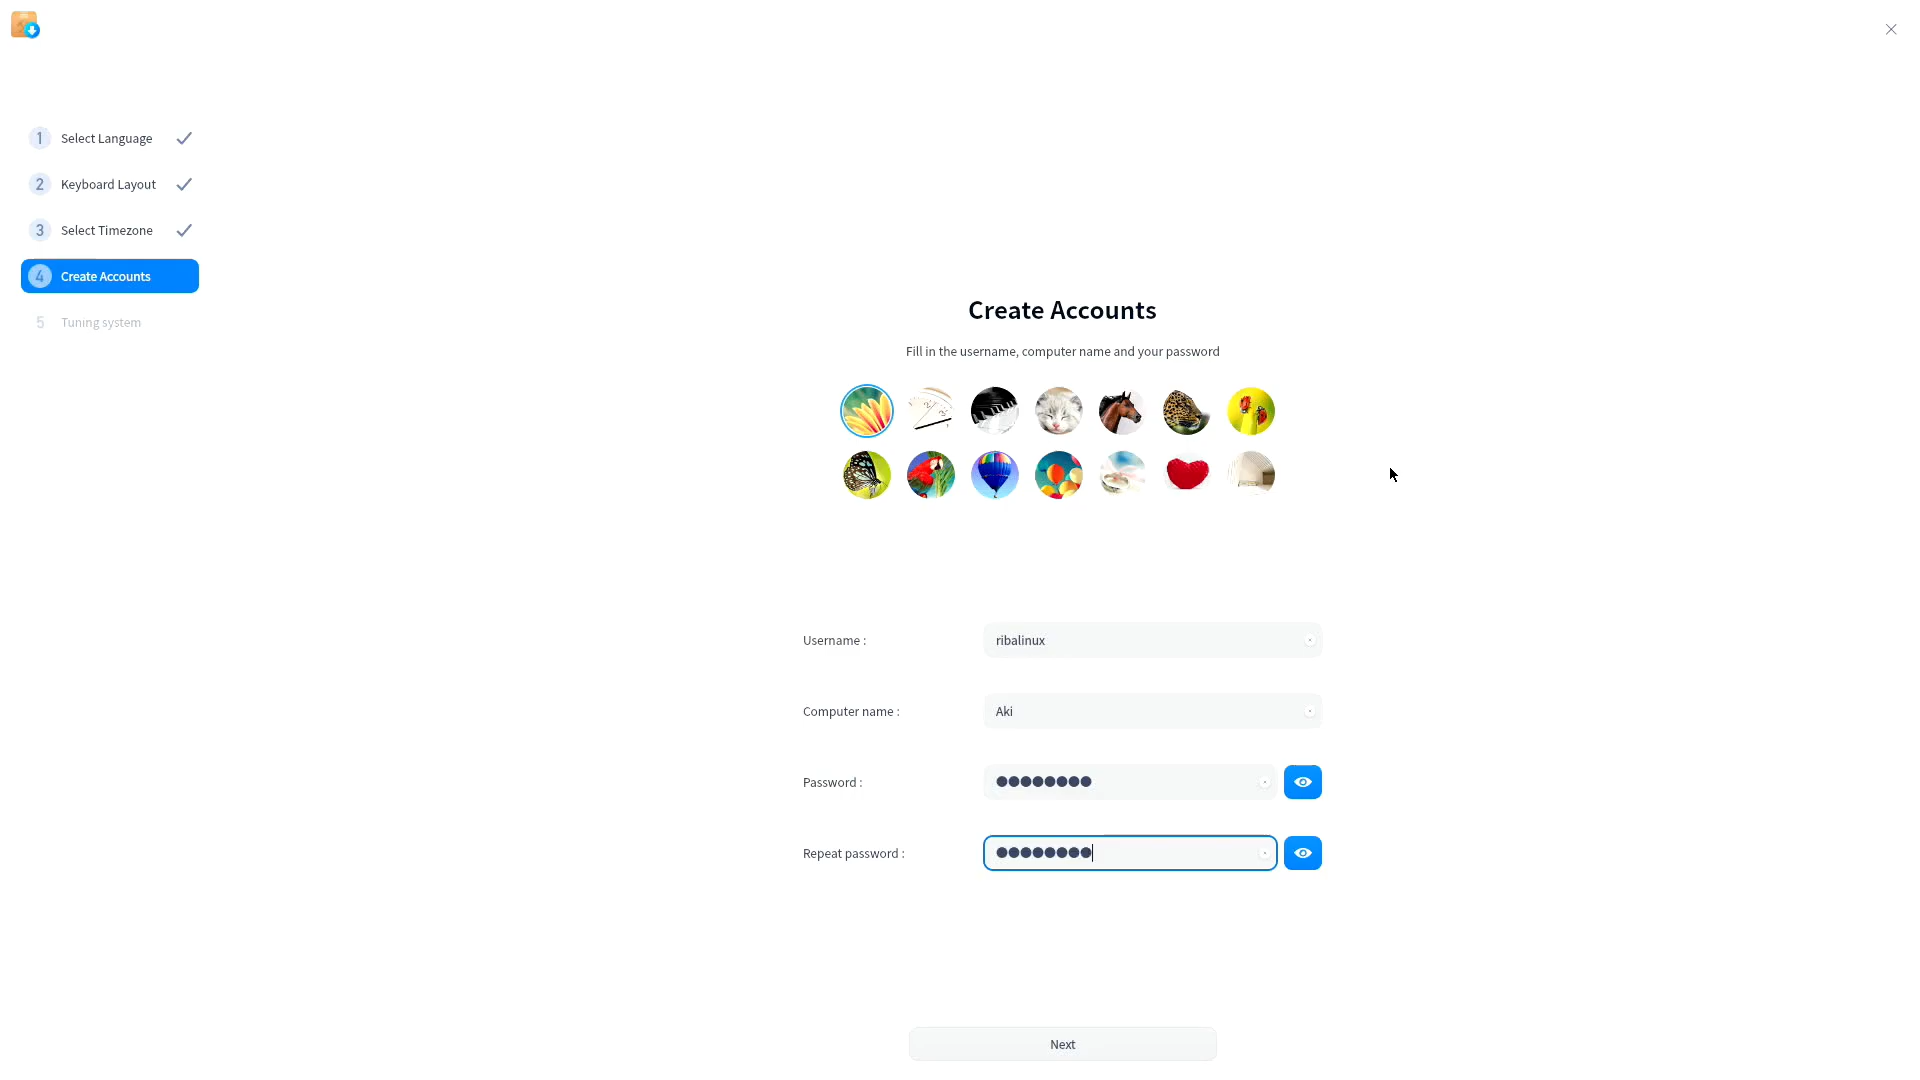 1 Select Language
2 Keyboard Layout
3 Select Timezone
4 Create Accounts
5 Tuning system
Create Accounts
Fill in the username, computer name and your password
Username : ribalinux
Computer name : Aki
Password : ●●●●●●●●
Repeat password : ●●●●●●●●
Next